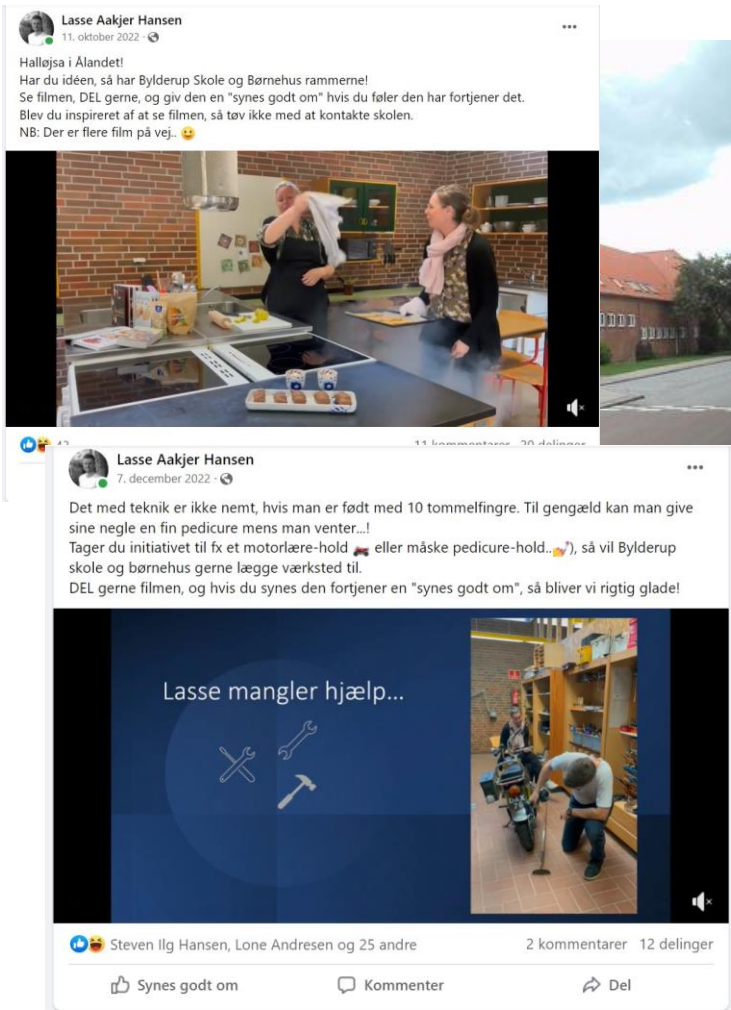 Lasse Aakjer Hansen
11. oktober 2022 ·
Halløjsa i Ålandet!
Har du idéen, så har Bylderup Skole og Børnehus rammerne!
Se filmen, DEL gerne, og giv den en "synes godt om" hvis du føler den har fortjener det.
Blev du inspireret af at se filmen, så tøv ikke med at kontakte skolen.
NB: Der er flere film på vej.. 😉
Lasse Aakjer Hansen
7. december 2022 ·
Det med teknik er ikke nemt, hvis man er født med 10 tommelfingre. Til gengæld kan man give
sine negle en fin pedicure mens man venter...!
Tager du initiativet til fx et motorlære-hold 🏍️ eller måske pedicure-hold..💅), så vil Bylderup
skole og børnehus gerne lægge værksted til.
DEL gerne filmen, og hvis du synes den fortjener en "synes godt om", så bliver vi rigtig glade!
Lasse mangler hjælp...
Steven Ilg Hansen, Lone Andresen og 25 andre
2 kommentarer 12 delinger
Synes godt om
Kommenter
Del